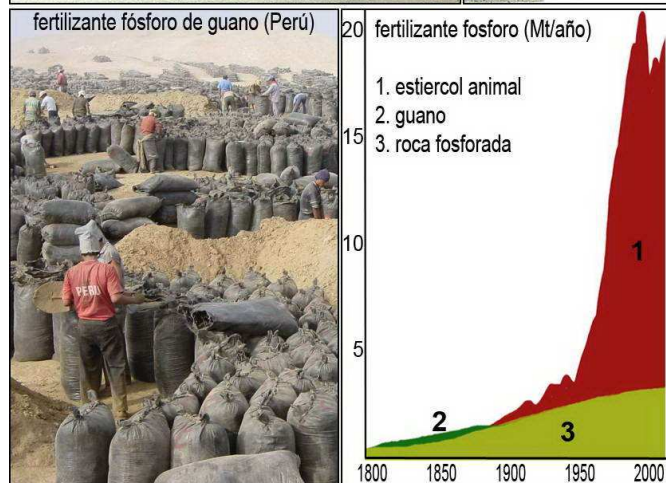 fertilizante fósforo de guano (Perú)
PERU
fertilizante fosforo (Mt/año)
1. estiercol animal
2. guano
3. roca fosforada
20
15
10
5
1
2
3
1800
1850
1900
1950
2000